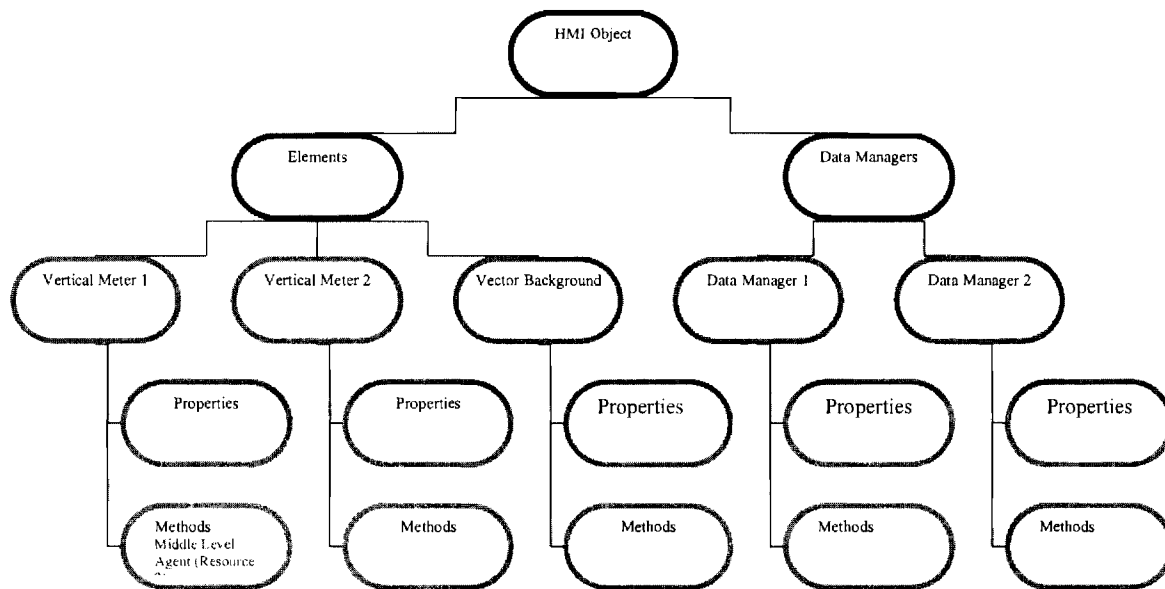 HMI Object
Elements
Data Managers
Vertical Meter 1
Vertical Meter 2
Vector Background
Data Manager 1
Data Manager 2
Properties
Properties
Properties
Properties
Properties
Methods
Middle Level
Agent (Resource
Methods
Methods
Methods
Methods